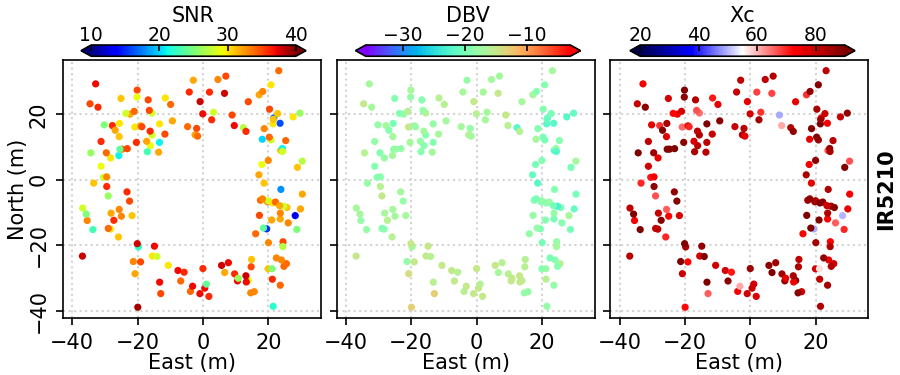 SNR DBV Xc
10 20 30 40 −30 −20 −10 20 40 60 80
20
0
−20
−40
North (m)
IR5210
−40 −20 0 20 −40 −20 0 20 −40 −20 0 20
East (m) East (m) East (m)